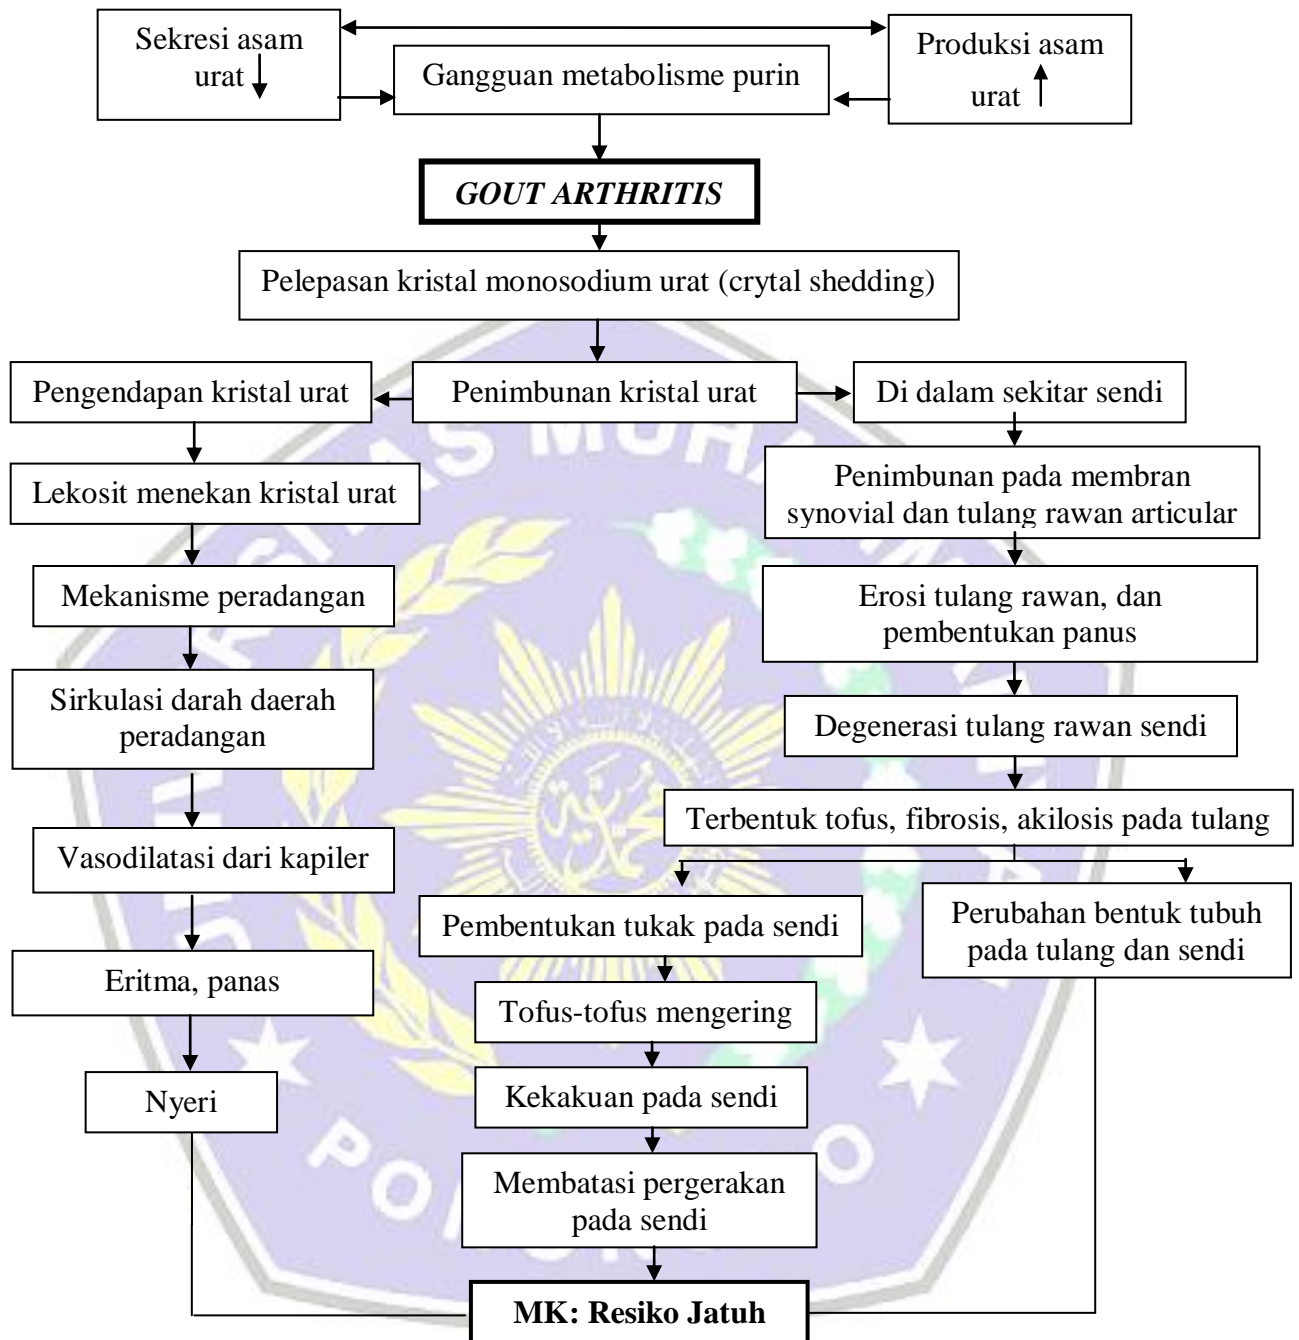 Sekresi asam
urat
Produksi asam
urat
Gangguan metabolisme purin
GOUT ARTHRITIS
Pelepasan kristal monosodium urat (crytal shedding)
Pengendapan kristal urat
Penimbunan kristal urat
Di dalam sekitar sendi
Lekosit menekan kristal urat
Penimbunan pada membran
synovial dan tulang rawan articular
Mekanisme peradangan
Erosi tulang rawan, dan
pembentukan panus
Sirkulasi darah daerah
peradangan
Degenerasi tulang rawan sendi
Terbentuk tofus, fibrosis, akilosis pada tulang
Vasodilatasi dari kapiler
Pembentukan tukak pada sendi
Perubahan bentuk tubuh
pada tulang dan sendi
Eritma, panas
Tofus-tofus mengering
Nyeri
Kekakuan pada sendi
Membatasi pergerakan
pada sendi
MK: Resiko Jatuh